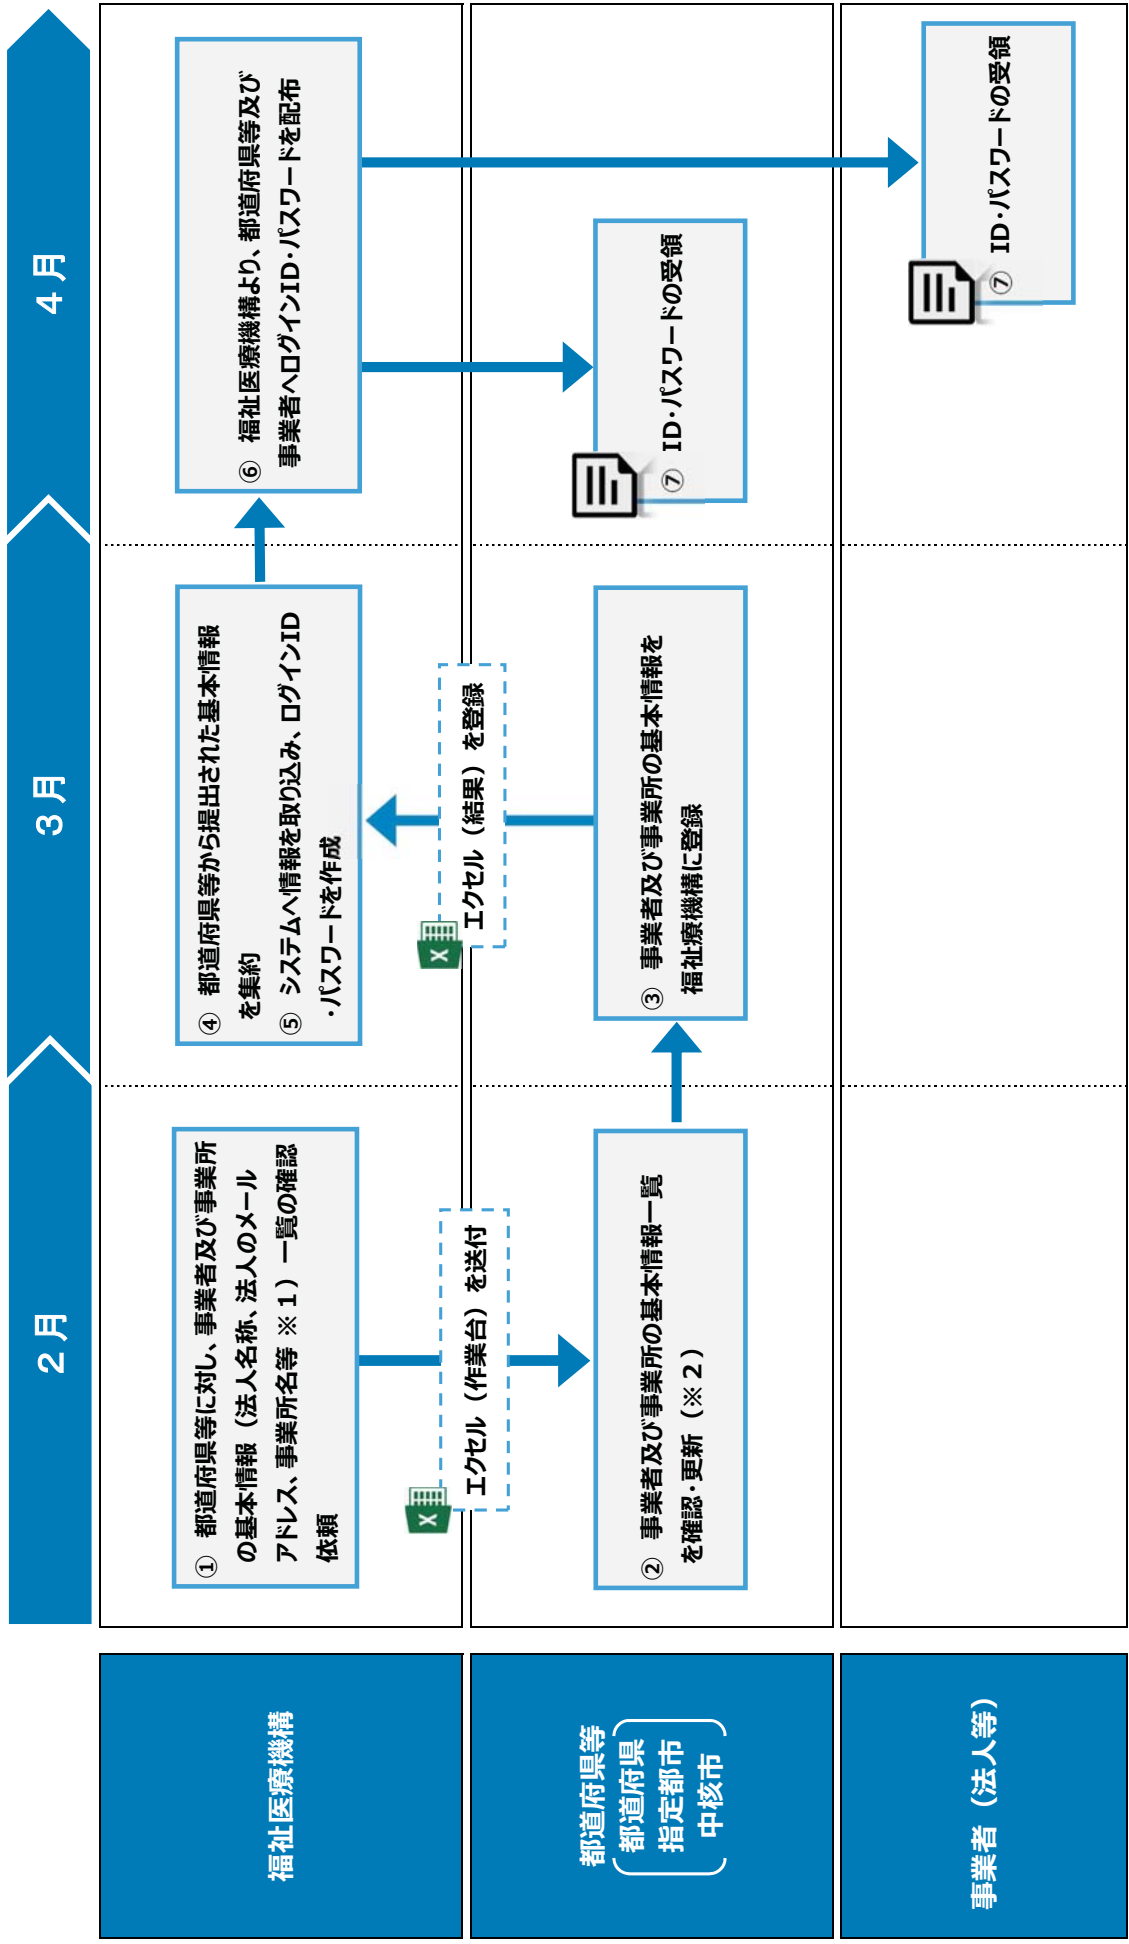 2月
3月
4月
福祉医療機構
① 都道府県等に対し、事業者及び事業所
の基本情報（法人名称、法人のメール
アドレス、事業所名等 ※1）一覧の確認
依頼
エクセル（作業台）を送付
④ 都道府県等から提出された基本情報
を集約
⑤ システムへ情報を取り込み、ログインID
・パスワードを作成
エクセル（結果）を登録
⑥ 福祉医療機構より、都道府県等及び
事業者へログインID・パスワードを配布
都道府県等
都道府県
指定都市
中核市
② 事業者及び事業所の基本情報一覧
を確認・更新（※2）
③ 事業者及び事業所の基本情報を
福祉療機構に登録
⑦ ID・パスワードの受領
事業者（法人等）
⑦ ID・パスワードの受領